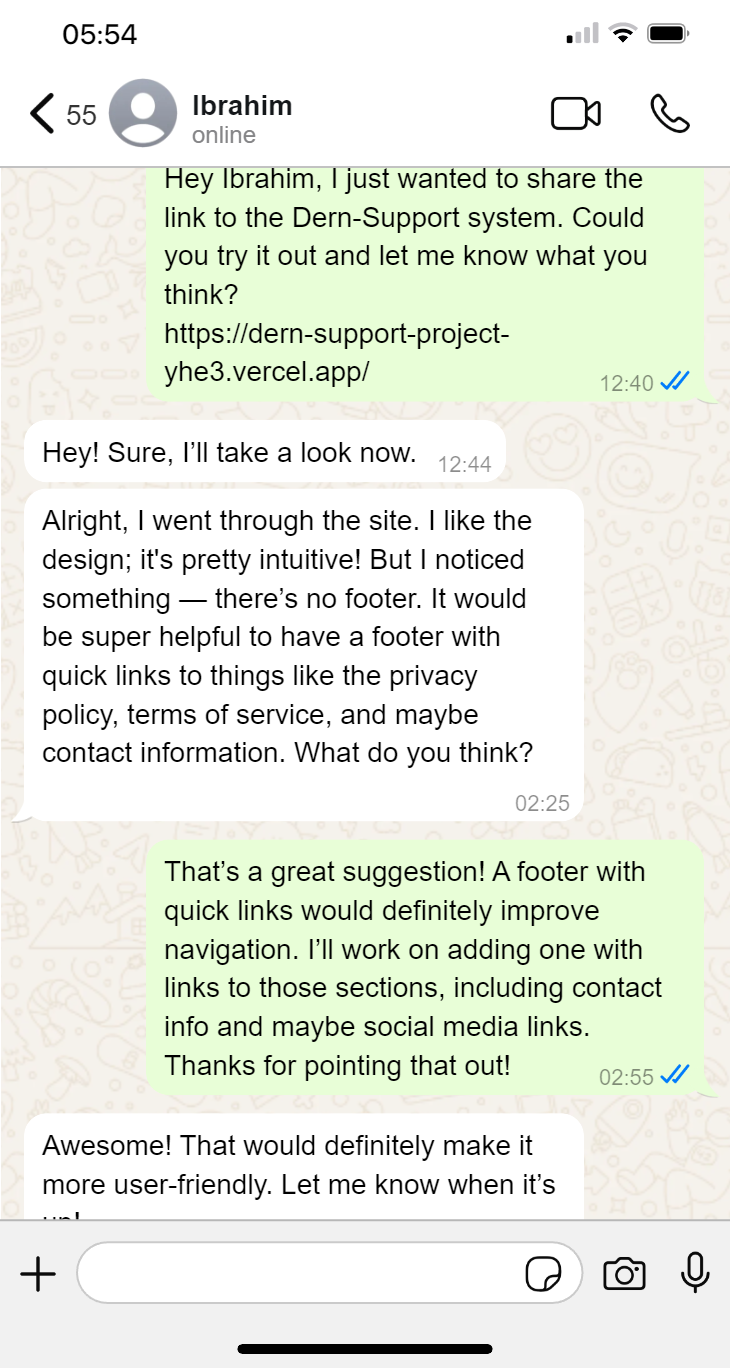 05:54
55
Ibrahim
online
Hey Ibrahim, I just wanted to share the
link to the Dern-Support system. Could
you try it out and let me know what you
think?
https://dern-support-project-
yhe3.vercel.app/
12:40
Hey! Sure, I’ll take a look now.
12:44
Alright, I went through the site. I like the
design; it's pretty intuitive! But I noticed
something — there’s no footer. It would
be super helpful to have a footer with
quick links to things like the privacy
policy, terms of service, and maybe
contact information. What do you think?
02:25
That’s a great suggestion! A footer with
quick links would definitely improve
navigation. I’ll work on adding one with
links to those sections, including contact
info and maybe social media links.
Thanks for pointing that out!
02:55
Awesome! That would definitely make it
more user-friendly. Let me know when it’s